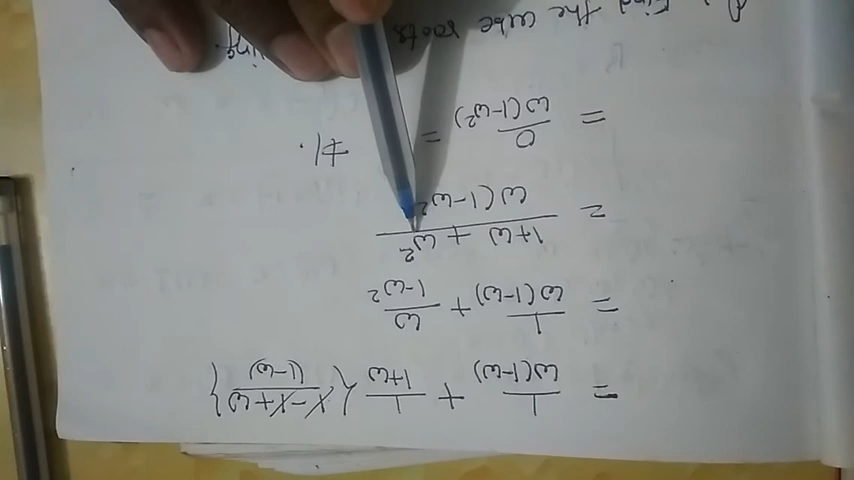 = 1/ω(1-ω) + 1/1+ω {1-1+ω/(1-ω)}
= 1/ω(1-ω) + ω/1-ω²
= 1+ω+ω²/ω(1-ω²
= 0/ω(1-ω²) = #.
Find the cube roots